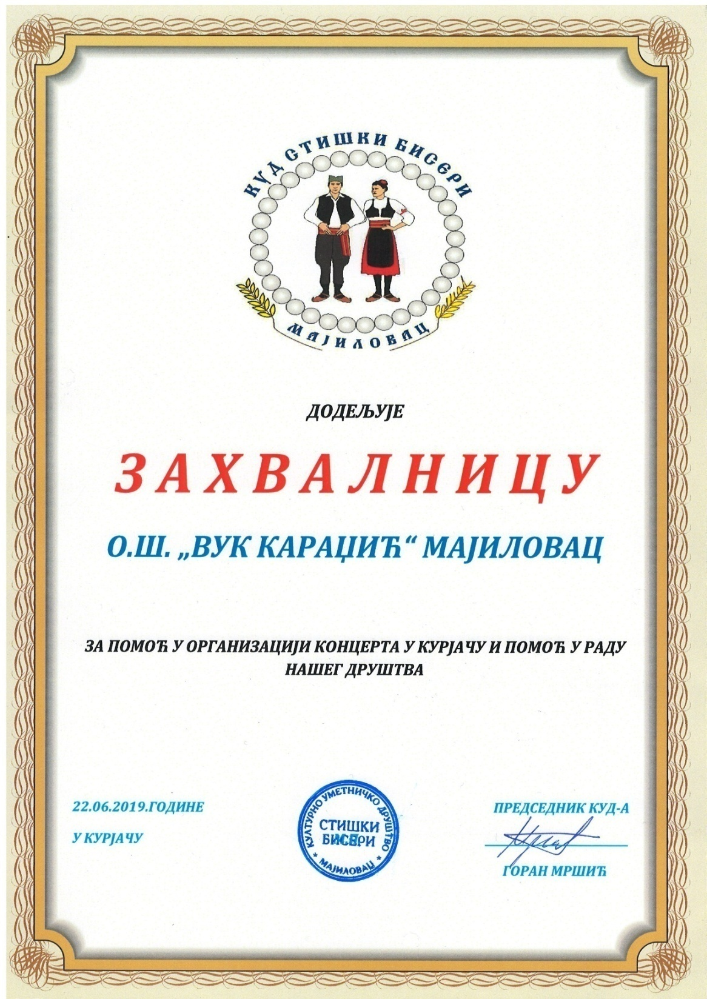 КУД СТИШКИ БИСЕРИ
МАЈИЛОВАЦ
ДОДЕЉУЈЕ
ЗАХВАЛНИЦУ
О.Ш. „ВУК КАРАЏИЋ“ МАЈИЛОВАЦ
ЗА ПОМОЋ У ОРГАНИЗАЦИЈИ КОНЦЕРТА У КУРЈАЧУ И ПОМОЋ У РАДУ
НАШЕГ ДРУШТВА
22.06.2019.ГОДИНЕ
У КУРЈАЧУ
КУЛТУРНО УМЕТНИЧКО ДРУШТВО
СТИШКИ
БИСЕРИ
МАЈИЛОВАЦ
ПРЕДСЕДНИК КУД-А
ГОРАН МРШИЋ